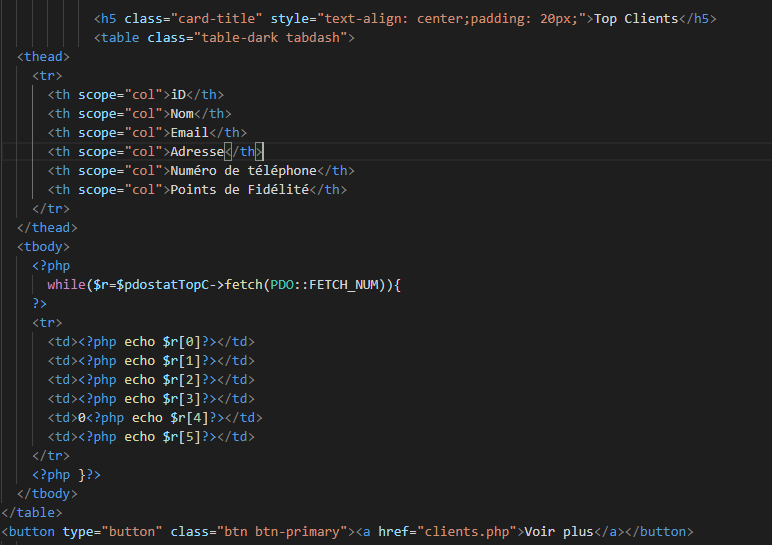 <h5 class="card-title" style="text-align: center;padding: 20px;">Top Clients</h5>
<table class="table-dark tabdash">
<thead>
<tr>
<th scope="col">iD</th>
<th scope="col">Nom</th>
<th scope="col">Email</th>
<th scope="col">Adresse</th>
<th scope="col">Numéro de téléphone</th>
<th scope="col">Points de Fidélité</th>
</tr>
</thead>
<tbody>
<?php
while($r=$pdostatTopC->fetch(PDO::FETCH_NUM)){
?>
<tr>
<td><?php echo $r[0]?></td>
<td><?php echo $r[1]?></td>
<td><?php echo $r[2]?></td>
<td><?php echo $r[3]?></td>
<td>0<?php echo $r[4]?></td>
<td><?php echo $r[5]?></td>
</tr>
<?php }?>
</tbody>
</table>
<button type="button" class="btn btn-primary"><a href="clients.php">Voir plus</a></button>